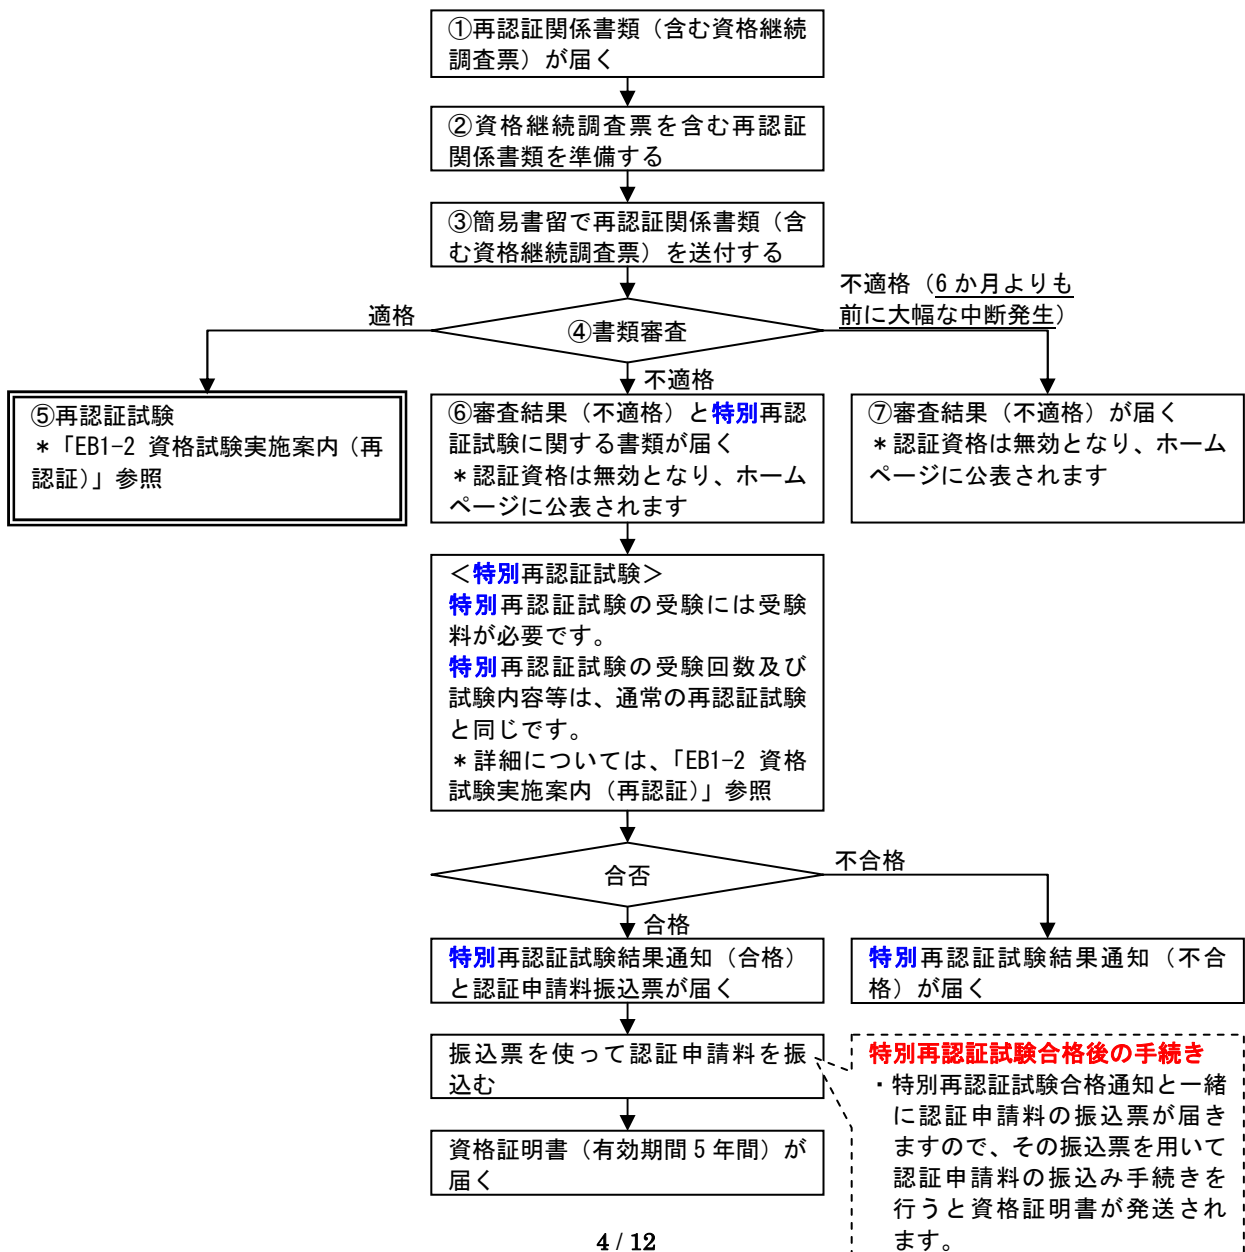 ①再認証関係書類（含む資格継続
調査票）が届く
②資格継続調査票を含む再認証
関係書類を準備する
③簡易書留で再認証関係書類（含
む資格継続調査票）を送付する
不適格（6か月よりも
前に大幅な中断発生）
適格
④書類審査
不適格
⑤再認証試験
＊「EB1-2 資格試験実施案内（再
認証）」参照
⑥審査結果（不適格）と特別再認
証試験に関する書類が届く
＊認証資格は無効となり、ホーム
ページに公表されます
⑦審査結果（不適格）が届く
＊認証資格は無効となり、ホーム
ページに公表されます
＜特別再認証試験＞
特別再認証試験の受験には受験
料が必要です。
特別再認証試験の受験回数及び
試験内容等は、通常の再認証試験
と同じです。
＊詳細については、「EB1-2 資格
試験実施案内（再認証）」参照
合否
不合格
合格
特別再認証試験結果通知（合格）
と認証申請料振込票が届く
特別再認証試験結果通知（不合
格）が届く
振込票を使って認証申請料を振
込む
特別再認証試験合格後の手続き
・特別再認証試験合格通知と一緒
に認証申請料の振込票が届き
ますので、その振込票を用いて
認証申請料の振込み手続きを
行うと資格証明書が発送され
ます。
資格証明書（有効期間5年間）が
届く
4 / 12